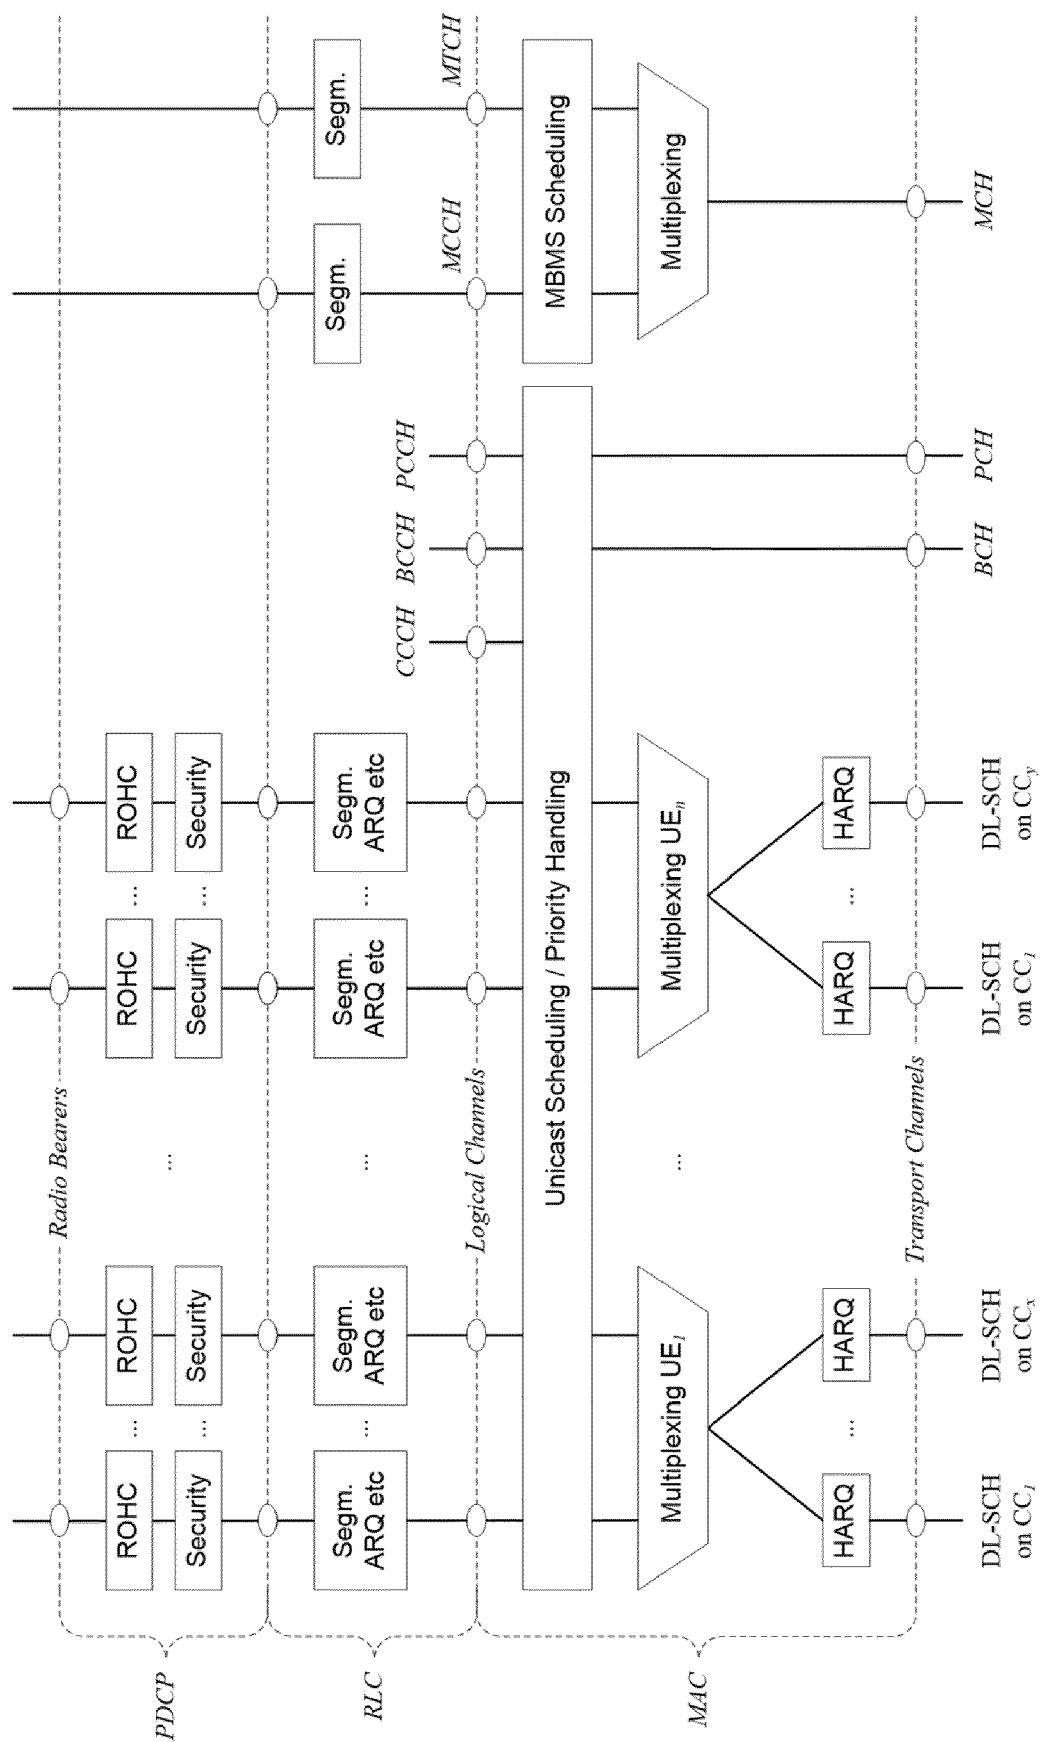 Radio Bearers
ROHC ... ROHC ROHC ... ROHC
PDCP
...
Security ... Security Security ... Security
Segm. Segm. Segm. Segm. Segm. Segm.
ARQ etc ... ARQ etc ... ARQ etc ... ARQ etc
RLC
CCCH BCCH PCCH MCCH MTCH
Logical Channels
Unicast Scheduling / Priority Handling
MBMS Scheduling
Multiplexing UE1 ... Multiplexing UEn Multiplexing
MAC
HARQ ... HARQ HARQ ... HARQ
Transport Channels
DL-SCH
on CC1
DL-SCH
on CCx
DL-SCH
on CC1
DL-SCH
on CCy
BCH
PCH
MCH